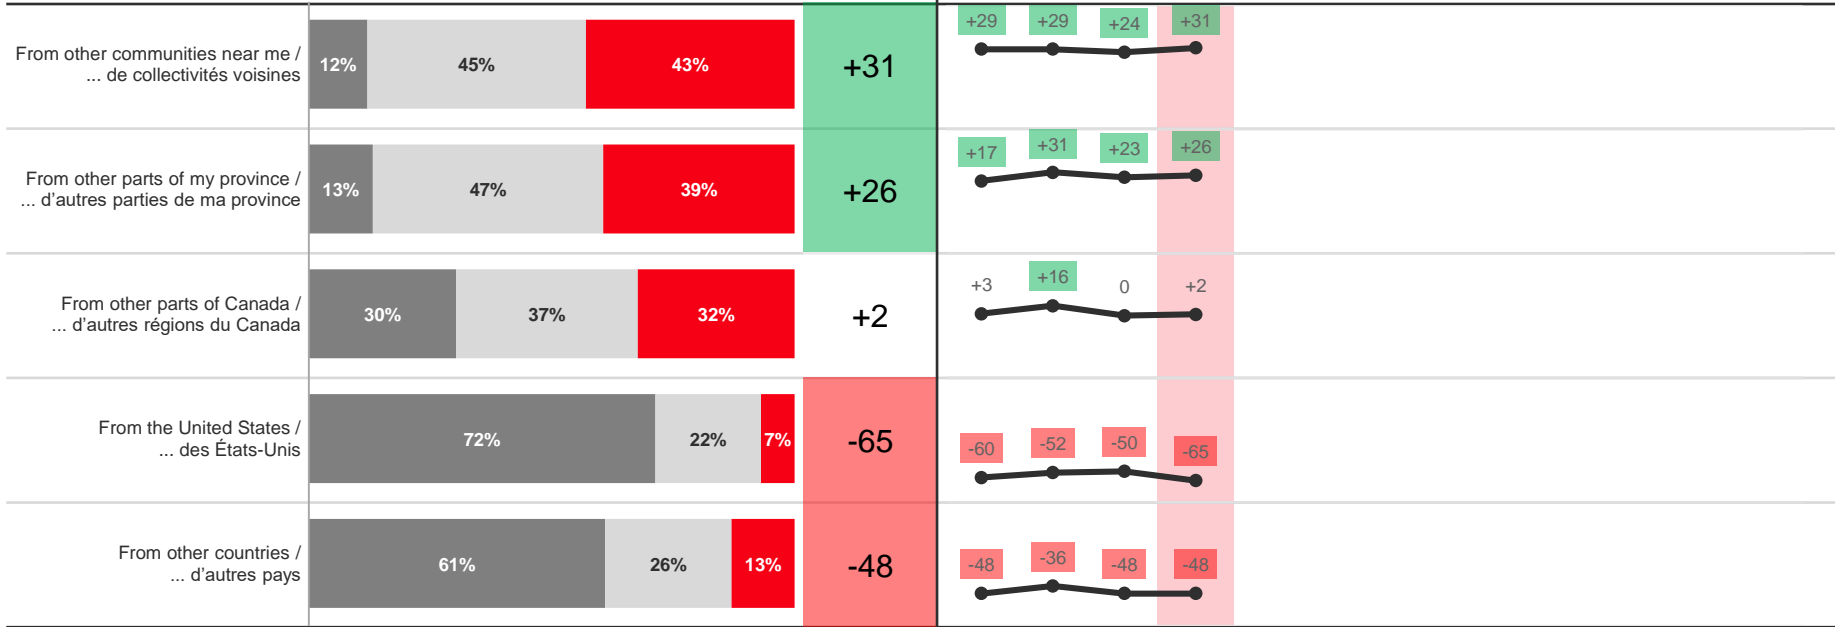 From other communities near me /
... de collectivités voisines
12% 45% 43% +31 +29 +29 +24 +31
From other parts of my province /
... d'autres parties de ma province
13% 47% 39% +26 +17 +31 +23 +26
From other parts of Canada /
... d'autres régions du Canada
30% 37% 32% +2 +3 +16 0 +2
From the United States /
... des États-Unis
72% 22% 7% -65 -60 -52 -50 -65
From other countries /
... d'autres pays
61% 26% 13% -48 -48 -36 -48 -48